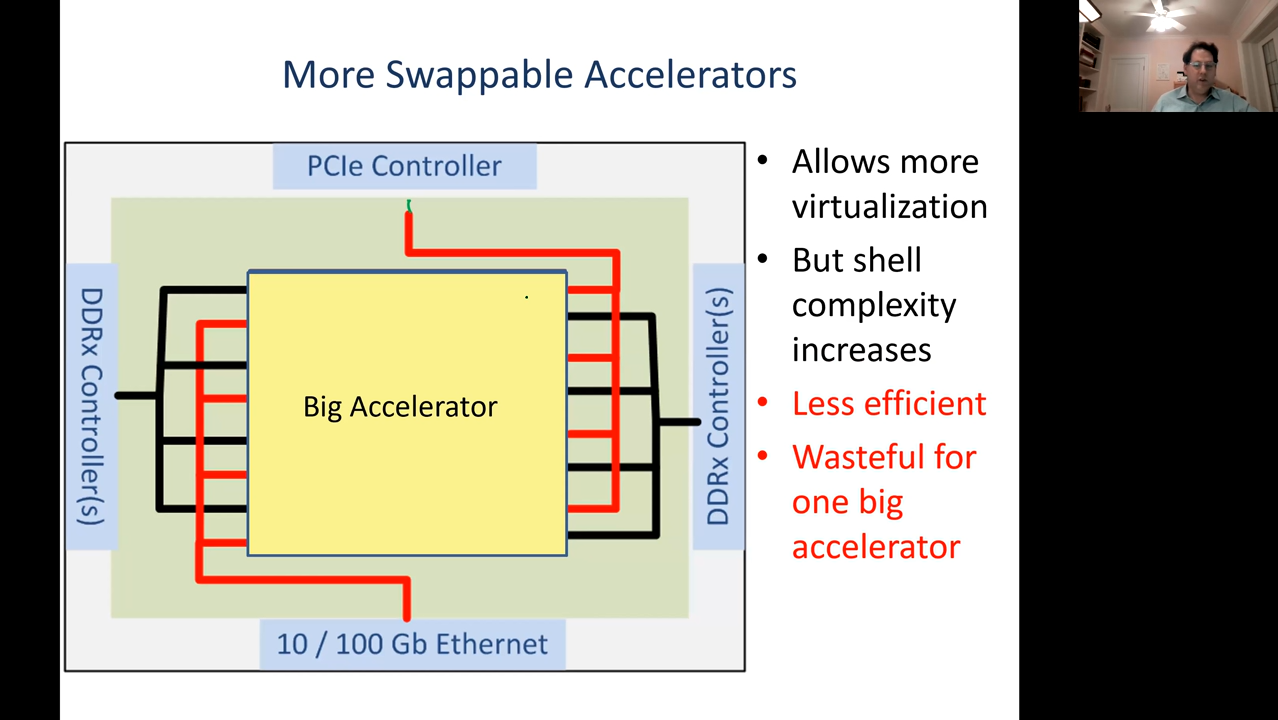 More Swappable Accelerators
PCIe Controller
DDRx Controller(s)
Big Accelerator
DDRx Controller(s)
10 / 100 Gb Ethernet
• Allows more
virtualization
• But shell
complexity
increases
• Less efficient
• Wasteful for
one big
accelerator